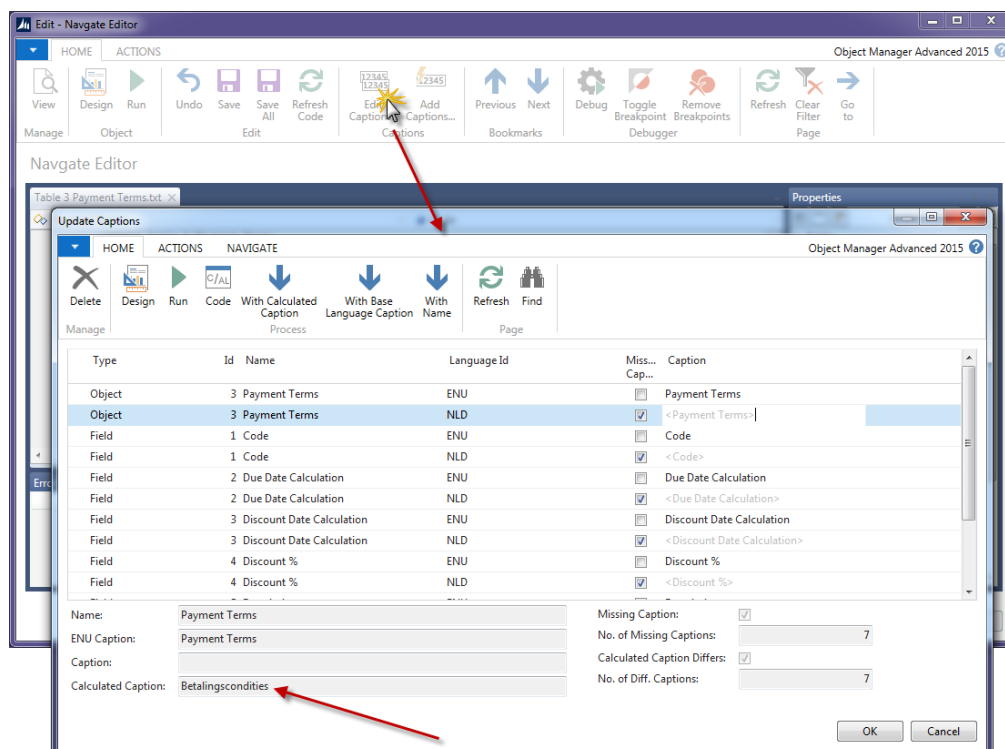 Edit - Navgate Editor
HOME ACTIONS
Object Manager Advanced 2015
View Design Run Undo Save Save All Refresh Code Edit Captions... Add Captions... Previous Next Debug Toggle Breakpoint Remove Breakpoints Refresh Clear Filter Go to
Manage Object Edit Captions Bookmarks Debugger Page
Navgate Editor
Table 3 Payment Terms.txt
Properties
Update Captions
HOME ACTIONS NAVIGATE
Object Manager Advanced 2015
Delete Design Run Code With Calculated Caption With Base Language Caption With Name Refresh Find
Manage Process Page
Type Id Name Language Id Miss... Cap... Caption
Object 3 Payment Terms ENU Payment Terms
Object 3 Payment Terms NLD <Payment Terms>
Field 1 Code ENU Code
Field 1 Code NLD <Code>
Field 2 Due Date Calculation ENU Due Date Calculation
Field 2 Due Date Calculation NLD <Due Date Calculation>
Field 3 Discount Date Calculation ENU Discount Date Calculation
Field 3 Discount Date Calculation NLD <Discount Date Calculation>
Field 4 Discount % ENU Discount %
Field 4 Discount % NLD <Discount %>
Name: Payment Terms
Missing Caption:
ENU Caption: Payment Terms
No. of Missing Captions: 7
Caption:
Calculated Caption Differs:
Calculated Caption: Betalingscondities
No. of Diff. Captions: 7
OK Cancel